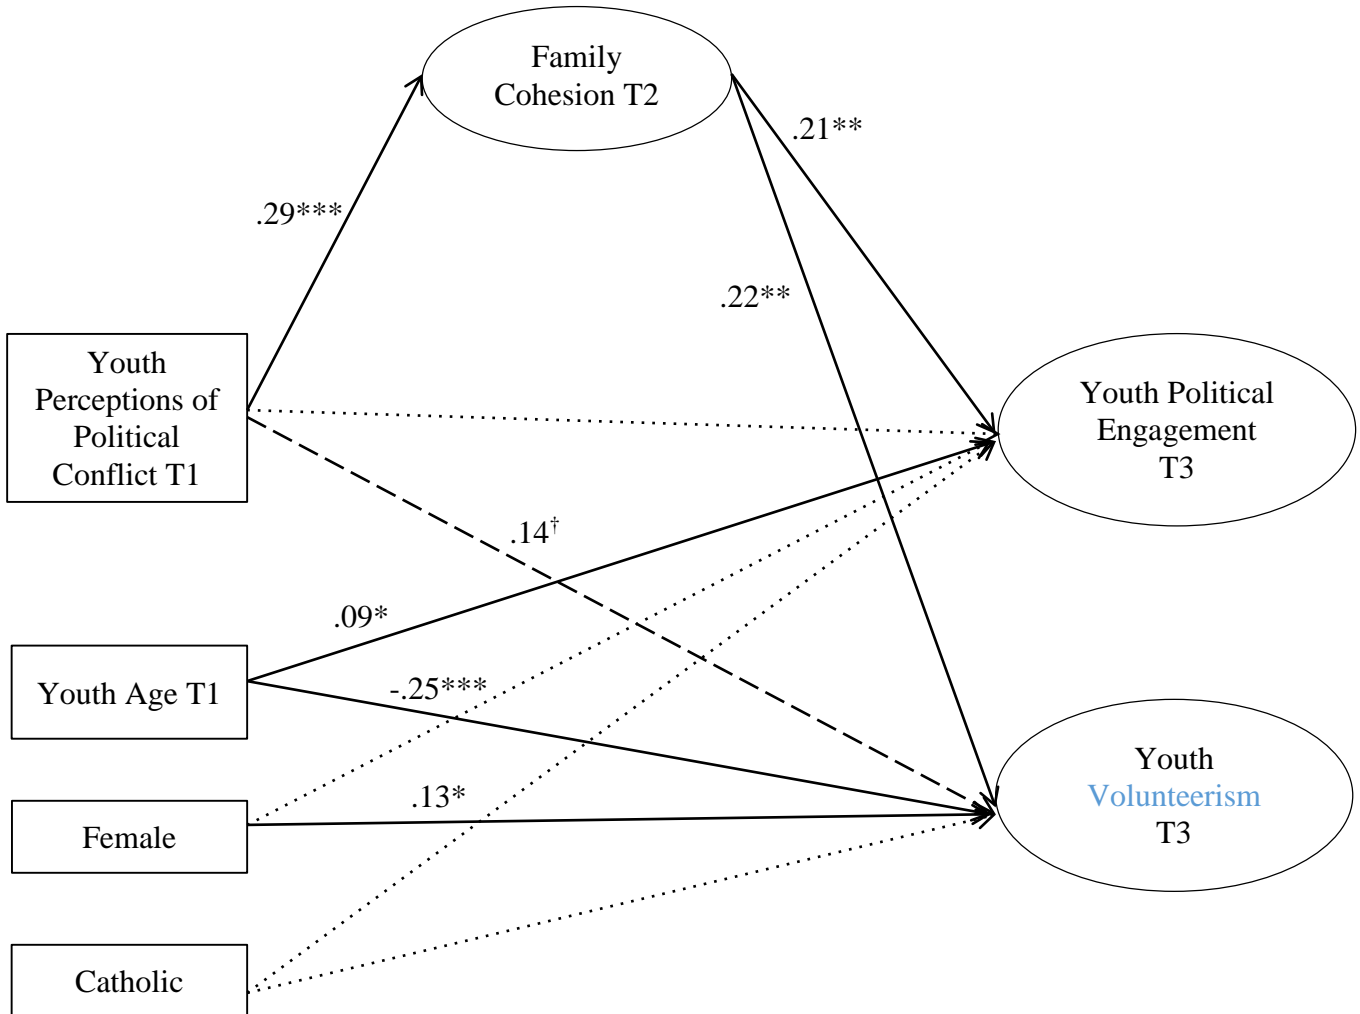 Family
Cohesion T2
.21**
.29***
.22**
Youth
Perceptions of
Political
Conflict T1
Youth Political
Engagement
T3
.14†
.09*
Youth Age T1
-.25***
Youth
Volunteerism
T3
.13*
Female
Catholic